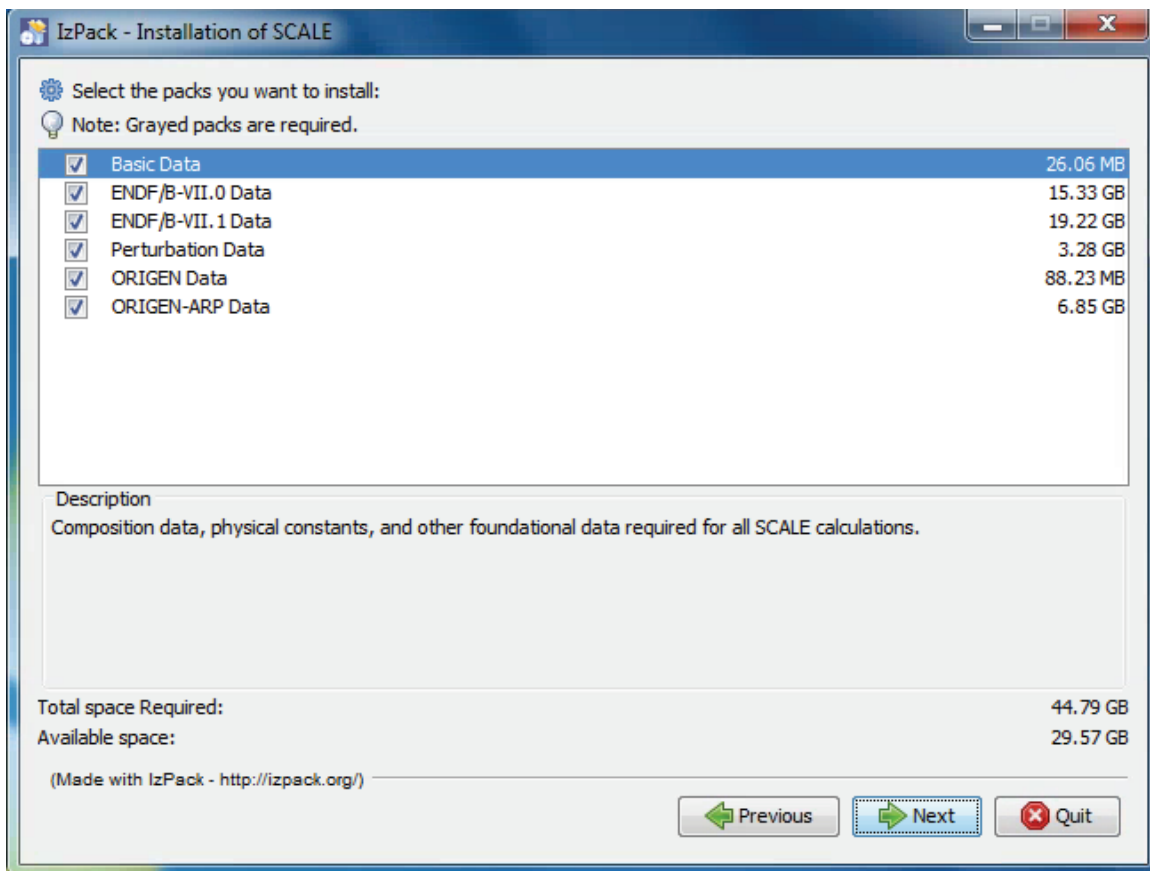 IzPack - Installation of SCALE
Select the packs you want to install:
Note: Grayed packs are required.
Basic Data 26.06 MB
ENDF/B-VII.0 Data 15.33 GB
ENDF/B-VII.1 Data 19.22 GB
Perturbation Data 3.28 GB
ORIGEN Data 88.23 MB
ORIGEN-ARP Data 6.85 GB
Description
Composition data, physical constants, and other foundational data required for all SCALE calculations.
Total space Required: 44.79 GB
Available space: 29.57 GB
(Made with IzPack - http://izpack.org/)
Previous Next Quit